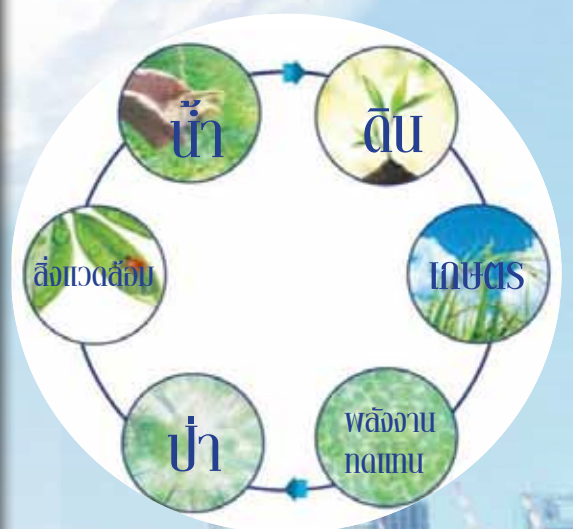 น้ำ
ดิน
เกษตร
พลังงาน
ทดแทน
ป่า
สิ่งแวดล้อม